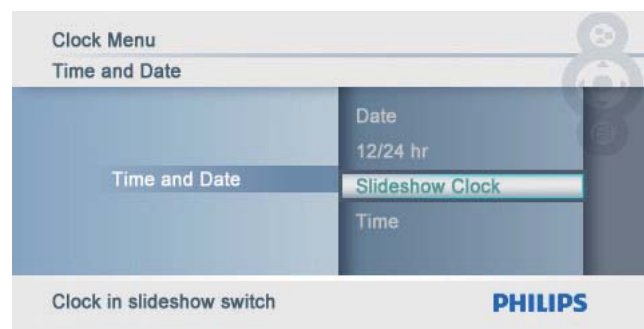 Clock Menu
Time and Date
Time and Date
Date
12/24 hr
Slideshow Clock
Time
Clock in slideshow switch
PHILIPS